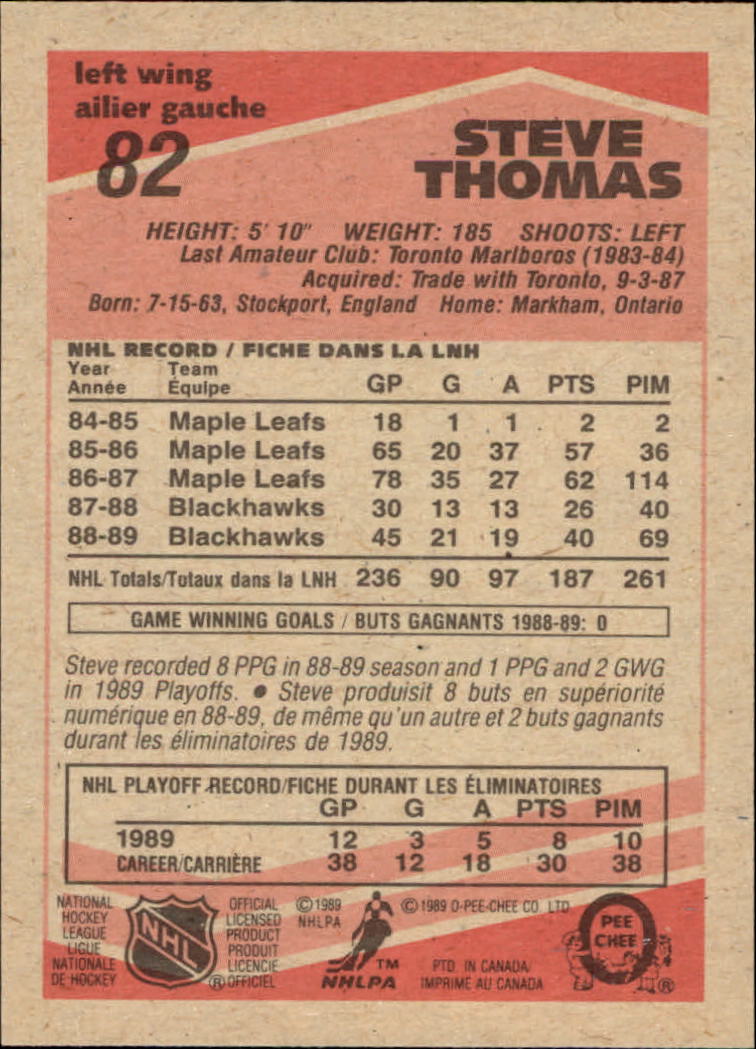 left wing
ailier gauche
82
STEVE
THOMAS
HEIGHT: 5' 10" WEIGHT: 185 SHOOTS: LEFT
Last Amateur Club: Toronto Marlboros (1983-84)
Acquired: Trade with Toronto, 9-3-87
Born: 7-15-63, Stockport, England Home: Markham, Ontario
NHL RECORD / FICHE DANS LA LNH
Year Team
Année Équipe GP G A PTS PIM
84-85 Maple Leafs 18 1 1 2 2
85-86 Maple Leafs 65 20 37 57 36
86-87 Maple Leafs 78 35 27 62 114
87-88 Blackhawks 30 13 13 26 40
88-89 Blackhawks 45 21 19 40 69
NHL Totals/Totaux dans la LNH 236 90 97 187 261
GAME WINNING GOALS / BUTS GAGNANTS 1988-89: 0
Steve recorded 8 PPG in 88-89 season and 1 PPG and 2 GWG
in 1989 Playoffs. ● Steve produisit 8 buts en supériorité
numérique en 88-89, de même qu'un autre et 2 buts gagnants
durant les éliminatoires de 1989.
NHL PLAYOFF RECORD/FICHE DURANT LES ÉLIMINATOIRES
GP G A PTS PIM
1989 12 3 5 8 10
CAREER/CARRIÈRE 38 12 18 30 38
NATIONAL
HOCKEY
LEAGUE
LIGUE
NATIONALE
DE HOCKEY
NHL
OFFICIAL
LICENSED
PRODUCT
PRODUIT
LICENCIE
® OFFICIEL
©1989
NHLPA
TM
NHLPA
©1989 O-PEE-CHEE CO. LTD.
PTD. IN CANADA
IMPRIME AU CANADA
PEE
CHEE
®